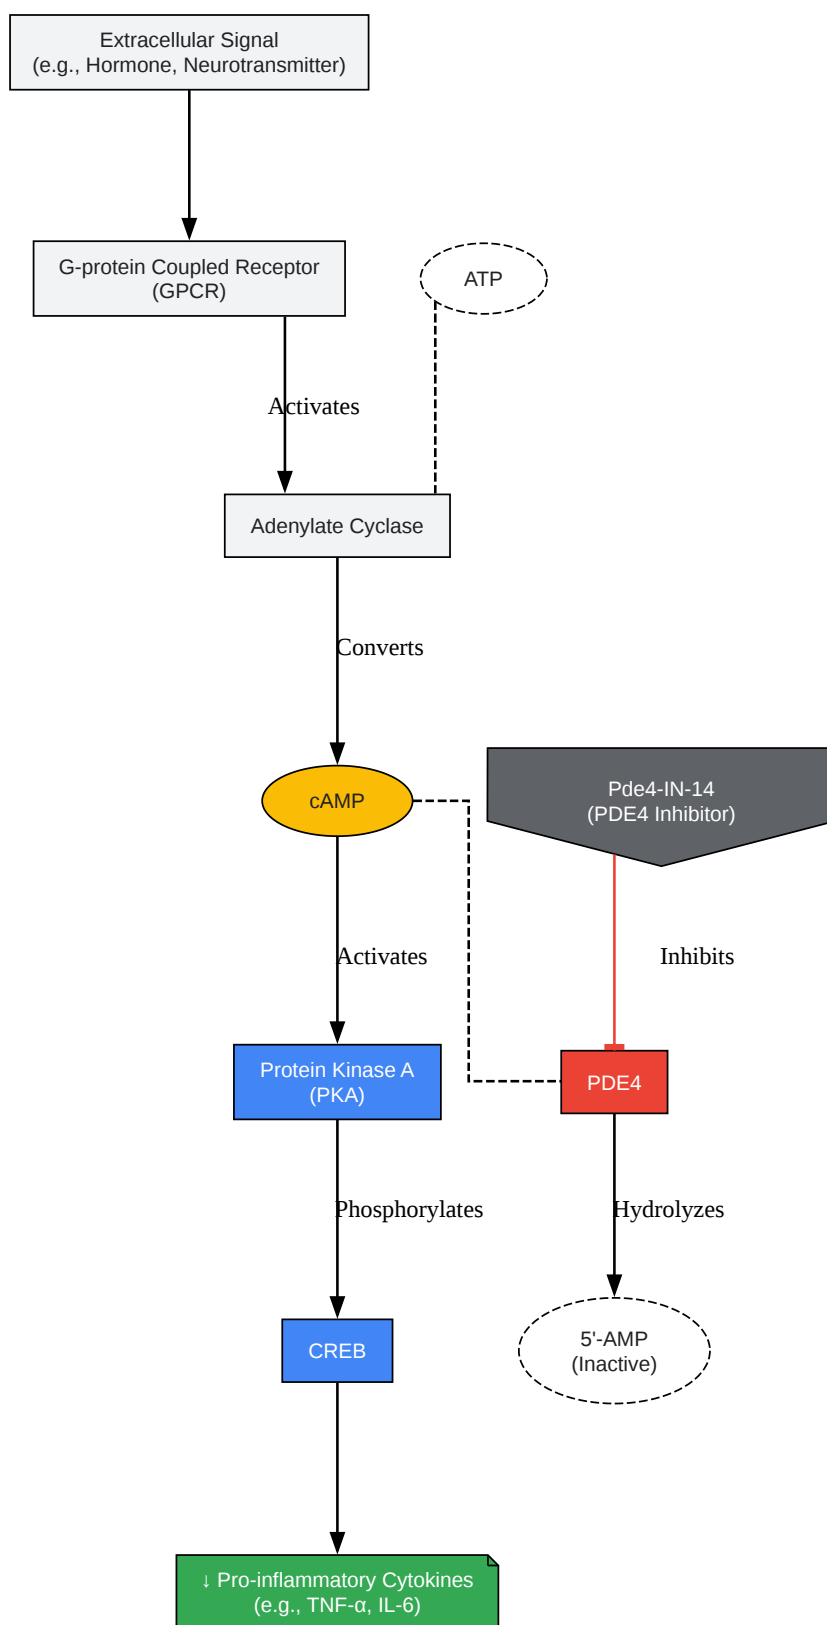 Extracellular Signal
(e.g., Hormone, Neurotransmitter)
G-protein Coupled Receptor
(GPCR)
ATP
Activates
Adenylate Cyclase
Converts
cAMP
Pde4-IN-14
(PDE4 Inhibitor)
Activates
Inhibits
Protein Kinase A
(PKA)
PDE4
Phosphorylates
Hydrolyzes
CREB
5'-AMP
(Inactive)
↓ Pro-inflammatory Cytokines
(e.g., TNF-α, IL-6)